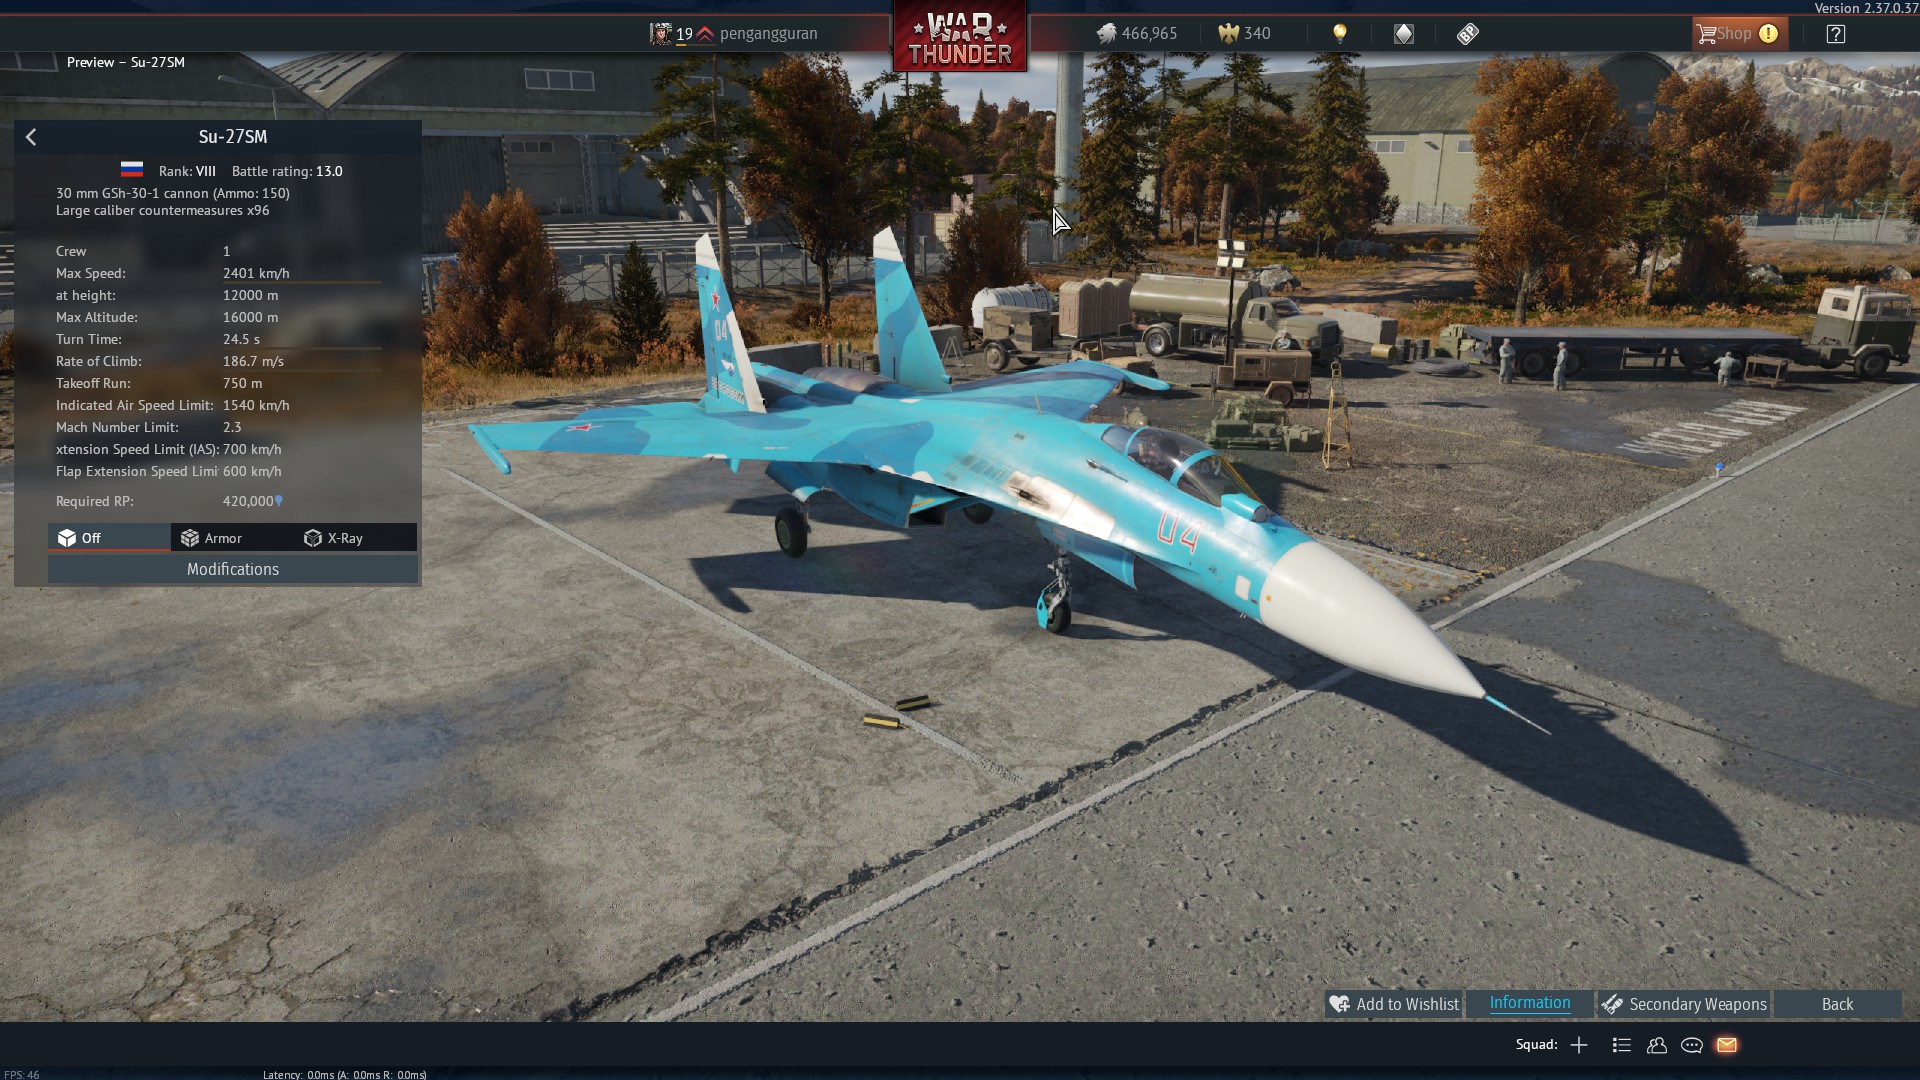 Version 2.37.0.37
19 pengangguran
WAR THUNDER
466,965
340
BP
Shop
Preview – Su-27SM
Su-27SM
Rank: VIII Battle rating: 13.0
30 mm GSh-30-1 cannon (Ammo: 150)
Large caliber countermeasures x96
Crew 1
Max Speed: 2401 km/h
at height: 12000 m
Max Altitude: 16000 m
Turn Time: 24.5 s
Rate of Climb: 186.7 m/s
Takeoff Run: 750 m
Indicated Air Speed Limit: 1540 km/h
Mach Number Limit: 2.3
xtension Speed Limit (IAS): 700 km/h
Flap Extension Speed Limi 600 km/h
Required RP: 420,000
Off Armor X-Ray
Modifications
04
04
Add to Wishlist Information Secondary Weapons Back
Squad:
FPS: 46 Latency: 0.0ms (A: 0.0ms R: 0.0ms)